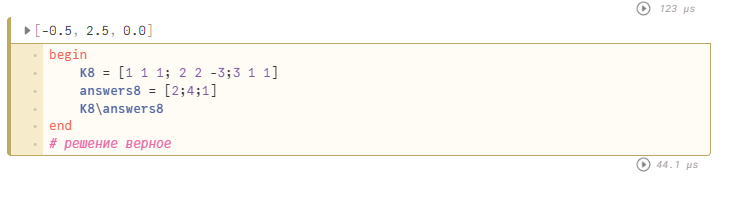 123 μs
[-0.5, 2.5, 0.0]
begin
K8 = [1 1 1; 2 2 -3;3 1 1]
answers8 = [2;4;1]
K8\answers8
end
# решение верное
44.1 μs